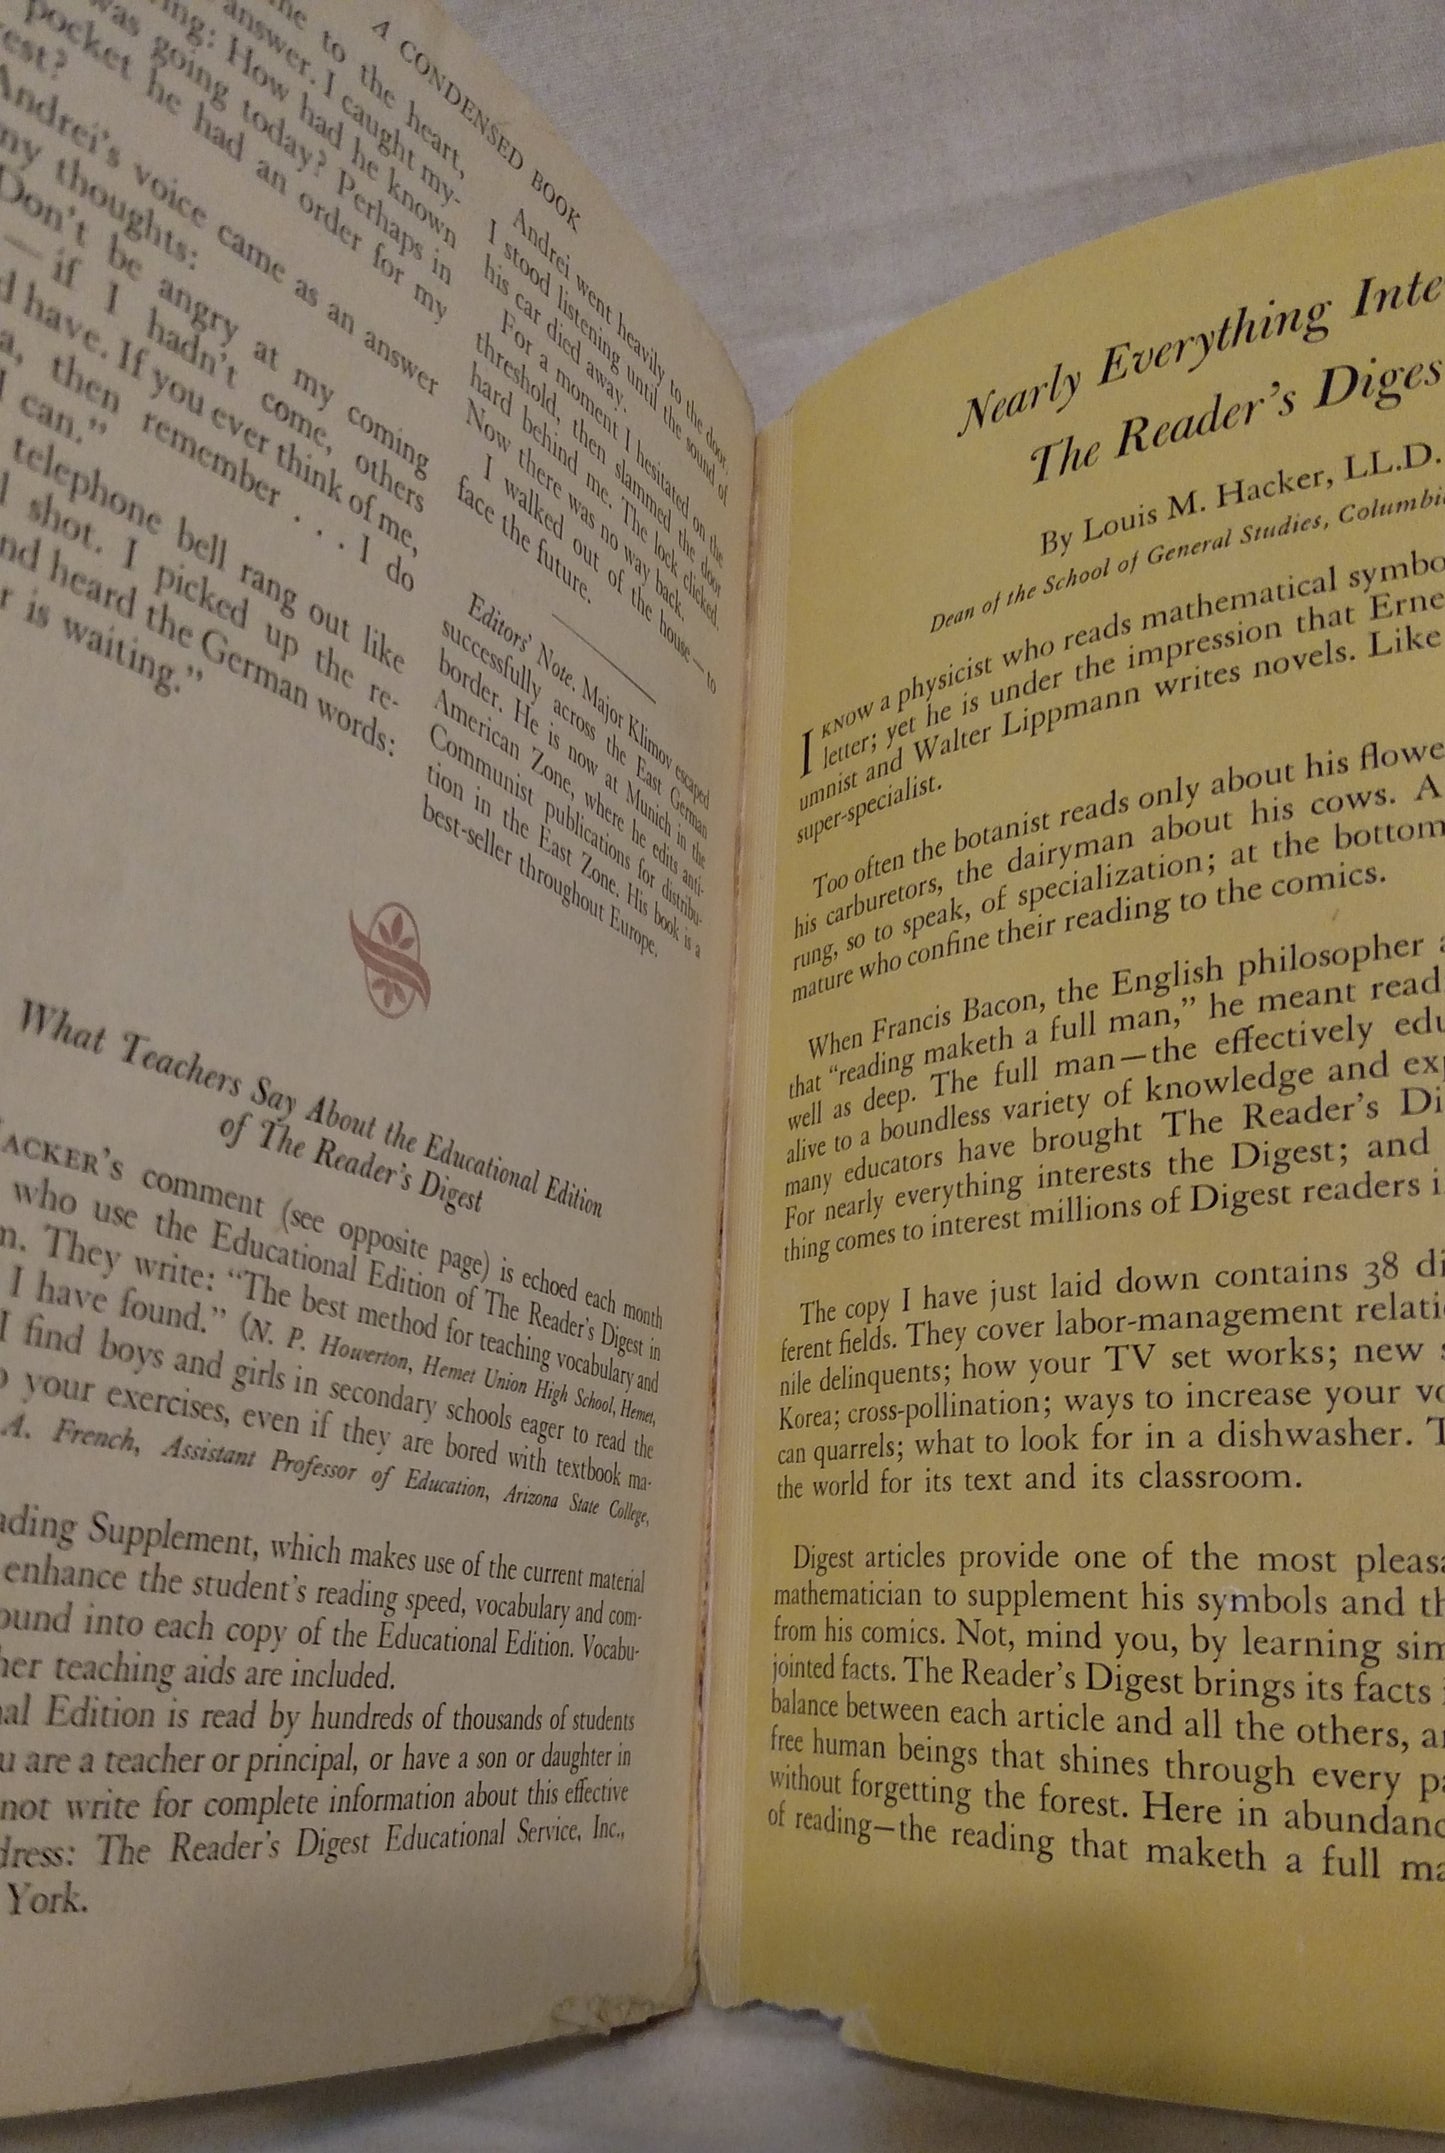 A CONDENSED BOOK
me to the heart,
answer. I caught my-
ing: How had he known
was going today? Perhaps in
pocket he had an order for my
est?
Andrei's voice came as an answer
my thoughts:
Don't be angry at my coming
— if I hadn't come, others
d have. If you ever think of me,
a, then remember . . . I do
I can."
telephone bell rang out like
shot. I picked up the re-
nd heard the German words:
r is waiting."
Andrei went heavily to the door.
I stood listening until the sound of
his car died away.
For a moment I hesitated on the
threshold, then slammed the door
hard behind me. The lock clicked.
Now there was no way back.
I walked out of the house — to
face the future.
Editors' Note. Major Klimov escaped
successfully across the East German
border. He is now at Munich in the
American Zone, where he edits anti-
Communist publications for distribu-
tion in the East Zone. His book is a
best-seller throughout Europe.
What Teachers Say About the Educational Edition
of The Reader's Digest
HACKER'S comment (see opposite page) is echoed each month
who use the Educational Edition of The Reader's Digest in
m. They write: "The best method for teaching vocabulary and
I have found." (N. P. Howerton, Hemet Union High School, Hemet,
I find boys and girls in secondary schools eager to read the
o your exercises, even if they are bored with textbook ma-
A. French, Assistant Professor of Education, Arizona State College,
ading Supplement, which makes use of the current material
enhance the student's reading speed, vocabulary and com-
ound into each copy of the Educational Edition. Vocabu-
her teaching aids are included.
nal Edition is read by hundreds of thousands of students
u are a teacher or principal, or have a son or daughter in
not write for complete information about this effective
dress: The Reader's Digest Educational Service, Inc.,
York.
Nearly Everything Inte
The Reader's Diges
By Louis M. Hacker, LL.D.
Dean of the School of General Studies, Columbi
I KNOW a physicist who reads mathematical symbo
letter; yet he is under the impression that Erne
umnist and Walter Lippmann writes novels. Like
super-specialist.
Too often the botanist reads only about his flowe
his carburetors, the dairyman about his cows. A
rung, so to speak, of specialization; at the bottom
mature who confine their reading to the comics.
When Francis Bacon, the English philosopher a
that "reading maketh a full man," he meant read
well as deep. The full man—the effectively edu
alive to a boundless variety of knowledge and exp
many educators have brought The Reader's Di
For nearly everything interests the Digest; and
thing comes to interest millions of Digest readers i
The copy I have just laid down contains 38 di
ferent fields. They cover labor-management relati
nile delinquents; how your TV set works; new s
Korea; cross-pollination; ways to increase your vo
can quarrels; what to look for in a dishwasher. T
the world for its text and its classroom.
Digest articles provide one of the most pleasa
mathematician to supplement his symbols and th
from his comics. Not, mind you, by learning sim
jointed facts. The Reader's Digest brings its facts
balance between each article and all the others, a
free human beings that shines through every pa
without forgetting the forest. Here in abundanc
of reading—the reading that maketh a full ma